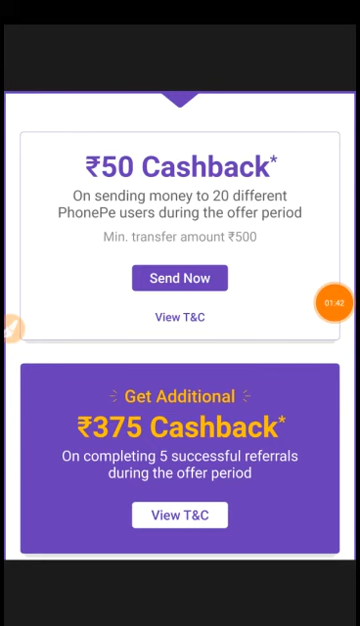 ₹50 Cashback*
On sending money to 20 different
PhonePe users during the offer period
Min. transfer amount ₹500
Send Now
01:42
View T&C
Get Additional
₹375 Cashback*
On completing 5 successful referrals
during the offer period
View T&C